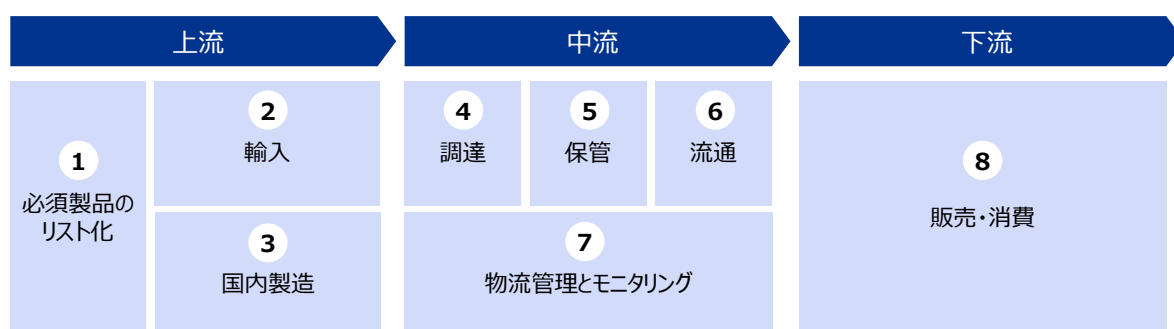 上流
中流
下流
1
必須製品の
リスト化
2
輸入
3
国内製造
4
調達
5
保管
6
流通
7
物流管理とモニタリング
8
販売・消費